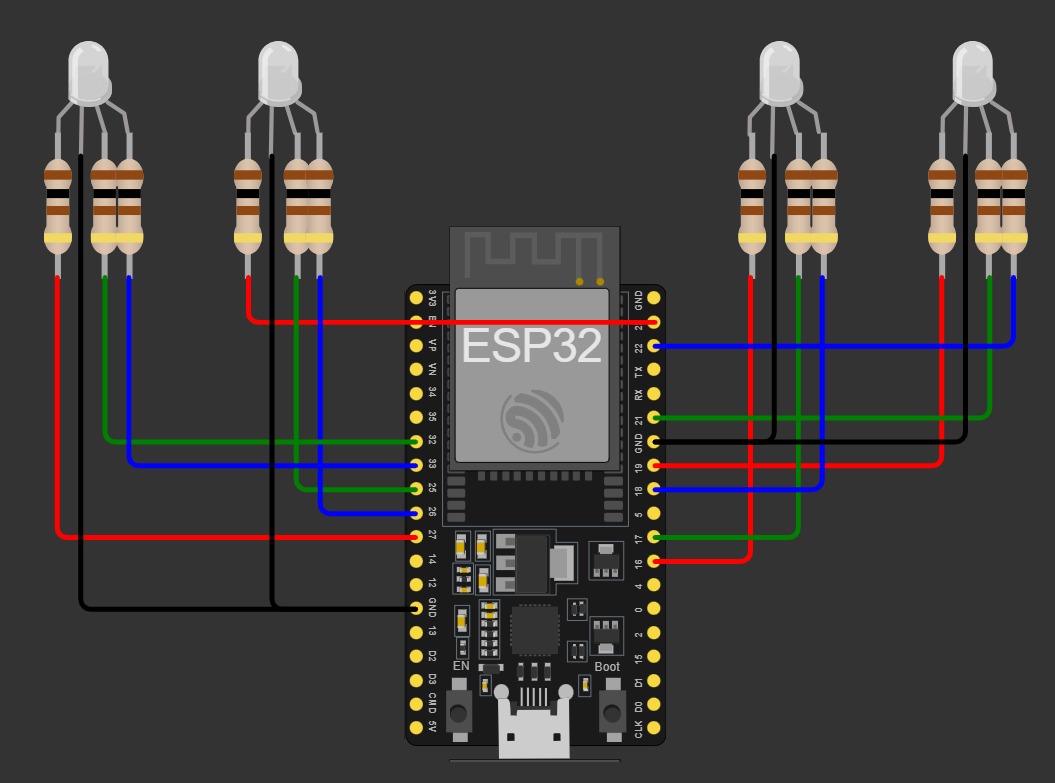 3V3
EN
VP
VN
34
35
32
33
25
26
27
14
12
GND
13
D2
D3
CMD
5V
ESP32
EN
Boot
GND
2
22
TX
RX
21
GND
19
18
5
17
16
4
0
2
15
D1
D0
CLK